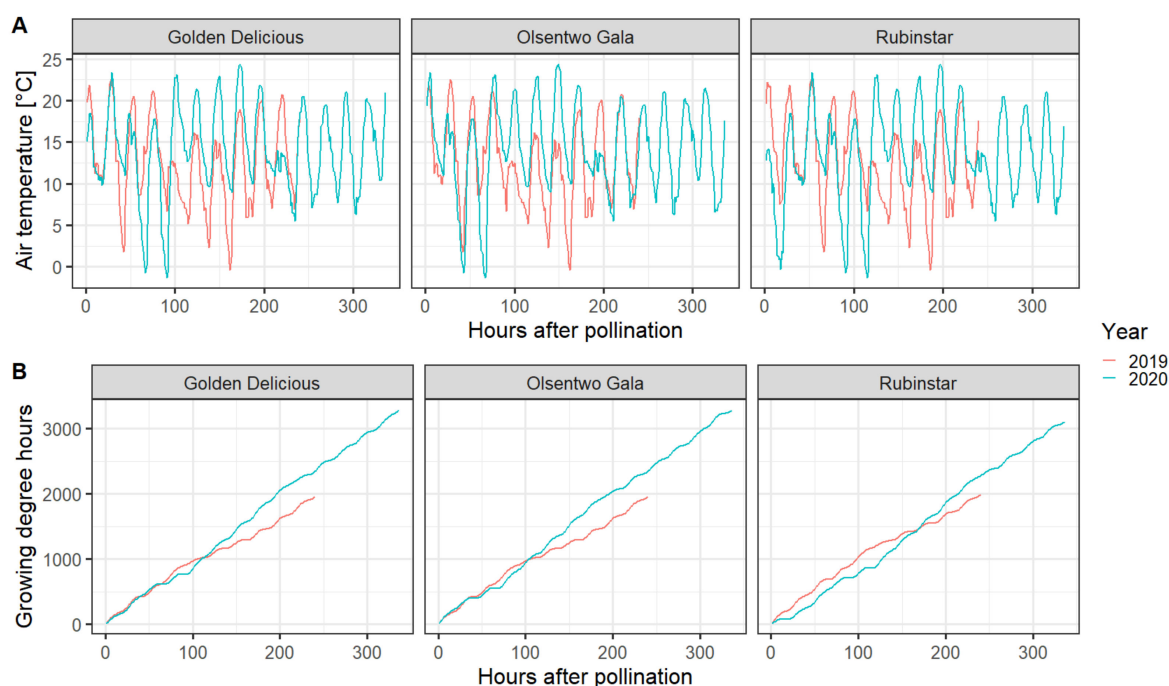 A
Golden Delicious
Olsentwo Gala
Rubinstar
Air temperature [°C]
25
20
15
10
5
0
0 100 200 300
0 100 200 300
0 100 200 300
Hours after pollination
Year
2019
2020
B
Golden Delicious
Olsentwo Gala
Rubinstar
Growing degree hours
3000
2000
1000
0
0 100 200 300
0 100 200 300
0 100 200 300
Hours after pollination